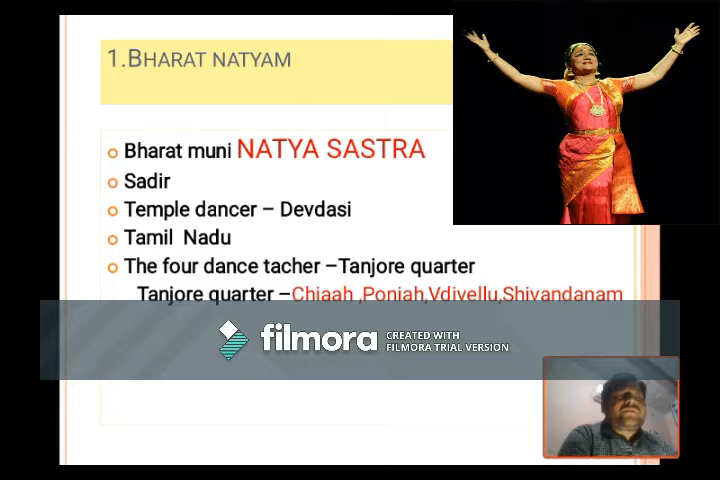 1.BHARAT NATYAM
Bharat muni NATYA SASTRA
Sadir
Temple dancer – Devdasi
Tamil Nadu
The four dance tacher –Tanjore quarter
Tanjore quarter –Chiaah ,Poniah,Vdivellu,Shivandanam
filmora
CREATED WITH
FILMORA TRIAL VERSION